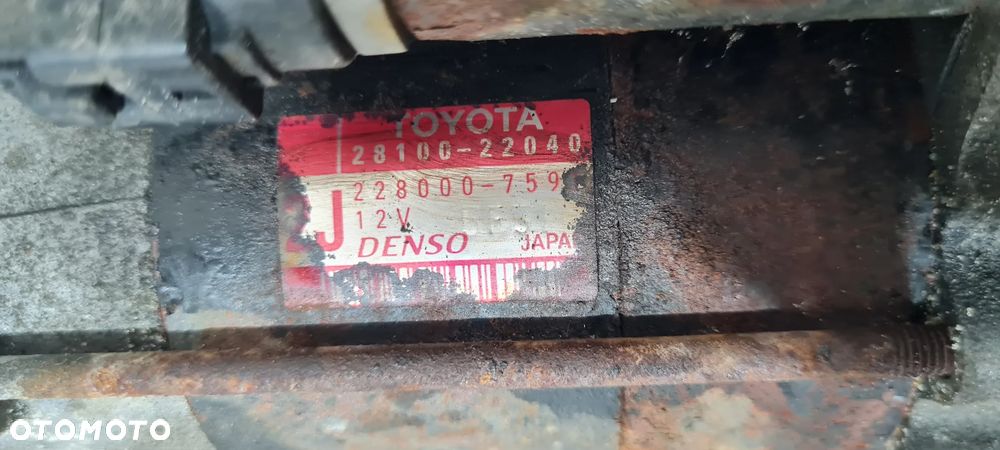 TOYOTA
28100-22040
228000-759
12V
J
DENSO JAPA
OTOMOTO